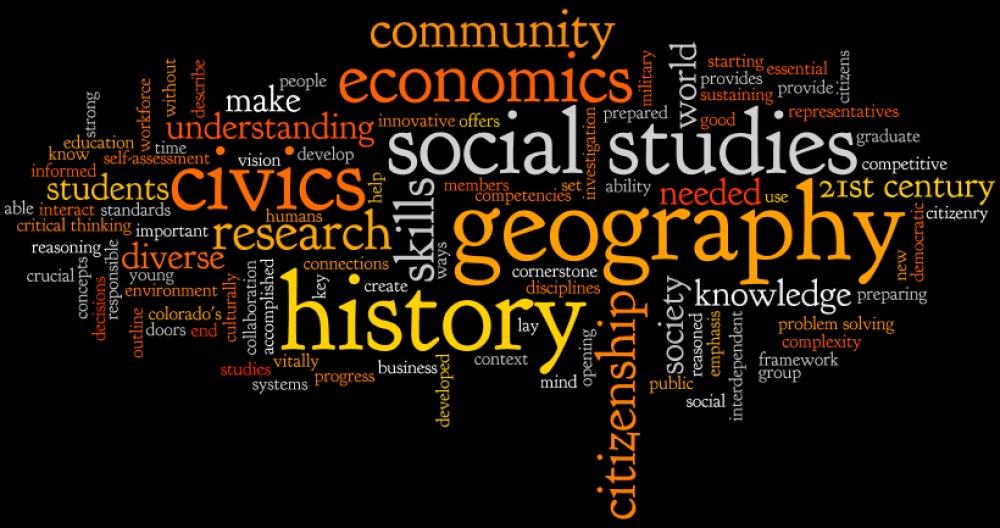 community
economics
world
military
starting
essential
provides
provide
citizens
sustaining
representatives
good
prepared
people
make
without
describe
workforce
strong
understanding
innovative
offers
investigation
social studies
graduate
competitive
education
time
know
self-assessment
vision
develop
informed
students
civics
help
skills
members
set
competencies
ability
needed
use
21st century
able
interact
standards
humans
critical thinking
important
research
ways
geography
citizenry
democratic
new
reasoning
diverse
connections
cornerstone
disciplines
crucial
concepts
responsible
young
environment
culturally
collaboration
accomplished
key
create
history
citizenship
society
knowledge
preparing
decisions
outline
colorado's
doors
end
lay
opening
reasoned
emphasis
interdependent
problem solving
complexity
framework
group
studies
vitally
systems
progress
business
context
developed
mind
public
social